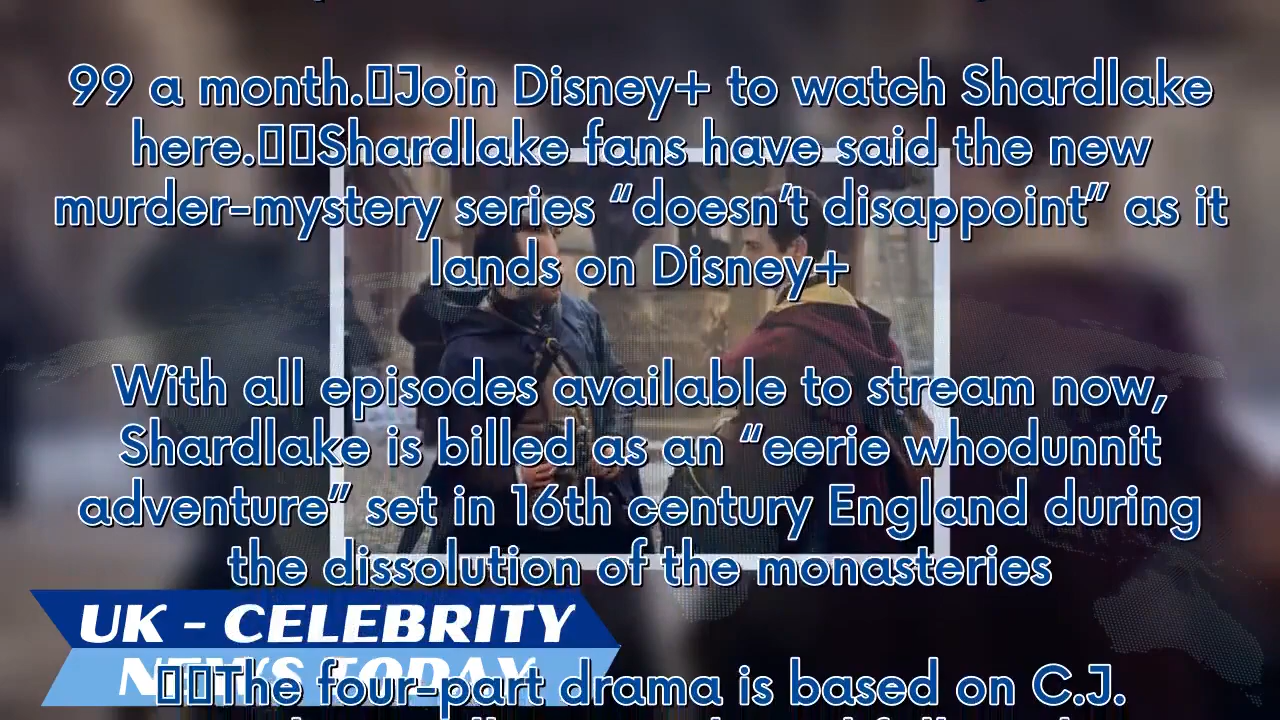 99 a month.▯Join Disney+ to watch Shardlake
here.▯▯Shardlake fans have said the new
murder-mystery series “doesn’t disappoint” as it
lands on Disney+
With all episodes available to stream now,
Shardlake is billed as an “eerie whodunnit
adventure” set in 16th century England during
the dissolution of the monasteries
UK - CELEBRITY
NEWS TODAY
▯▯The four-part drama is based on C.J.